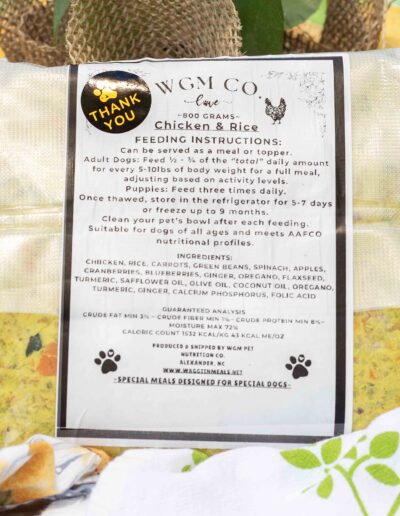 THANK
YOU
WGM CO.
Love
~800 GRAMS~
Chicken & Rice
FEEDING INSTRUCTIONS:
Can be served as a meal or topper.
Adult Dogs: Feed ½ - ¾ of the "total" daily amount
for every 5-10lbs of body weight for a full meal,
adjusting based on activity levels.
Puppies: Feed three times daily.
Once thawed, store in the refrigerator for 5-7 days
or freeze up to 9 months.
Clean your pet's bowl after each feeding.
Suitable for dogs of all ages and meets AAFCO
nutritional profiles.
INGREDIENTS:
CHICKEN, RICE, CARROTS, GREEN BEANS, SPINACH, APPLES,
CRANBERRIES, BLUEBERRIES, GINGER, OREGANO, FLAXSEED,
TURMERIC, SAFFLOWER OIL, OLIVE OIL, COCONUT OIL, OREGANO,
TURMERIC, GINGER, CALCIUM PHOSPHORUS, FOLIC ACID
GUARANTEED ANALYSIS
CRUDE FAT MIN 3%~CRUDE FIBER MIN 1%~ CRUDE PROTEIN MIN 8%~
MOISTURE MAX 72%
CALORIC COUNT 1532 KCAL/KG 43 KCAL ME/OZ
PRODUCED & SHIPPED BY WGM PET
NUTRITION CO.
ALEXANDER, NC
WWW.WAGGTINMEALS.NET
~SPECIAL MEALS DESIGNED FOR SPECIAL DOGS~